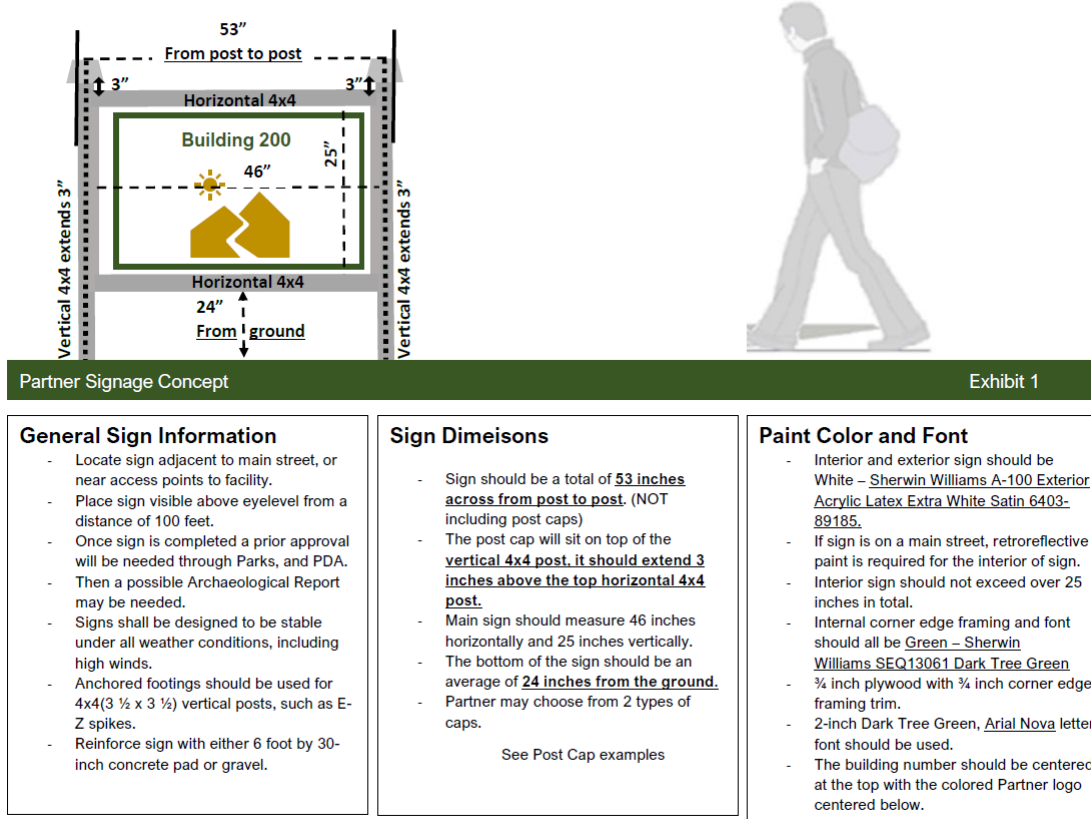 53”
From post to post
3”
3”
Horizontal 4x4
Building 200
25”
46”
Vertical 4x4 extends 3”
Vertical 4x4 extends 3”
Horizontal 4x4
24”
From ground
Partner Signage Concept
Exhibit 1
General Sign Information
- Locate sign adjacent to main street, or
near access points to facility.
- Place sign visible above eyelevel from a
distance of 100 feet.
- Once sign is completed a prior approval
will be needed through Parks, and PDA.
- Then a possible Archaeological Report
may be needed.
- Signs shall be designed to be stable
under all weather conditions, including
high winds.
- Anchored footings should be used for
4x4(3 ½ x 3 ½) vertical posts, such as E-
Z spikes.
- Reinforce sign with either 6 foot by 30-
inch concrete pad or gravel.
Sign Dimeisons
- Sign should be a total of 53 inches
across from post to post. (NOT
including post caps)
- The post cap will sit on top of the
vertical 4x4 post, it should extend 3
inches above the top horizontal 4x4
post.
- Main sign should measure 46 inches
horizontally and 25 inches vertically.
- The bottom of the sign should be an
average of 24 inches from the ground.
- Partner may choose from 2 types of
caps.
See Post Cap examples
Paint Color and Font
- Interior and exterior sign should be
White – Sherwin Williams A-100 Exterior
Acrylic Latex Extra White Satin 6403-
89185.
- If sign is on a main street, retroreflective
paint is required for the interior of sign.
- Interior sign should not exceed over 25
inches in total.
- Internal corner edge framing and font
should all be Green – Sherwin
Williams SEQ13061 Dark Tree Green
- ¾ inch plywood with ¾ inch corner edge
framing trim.
- 2-inch Dark Tree Green, Arial Nova letter
font should be used.
- The building number should be centered
at the top with the colored Partner logo
centered below.